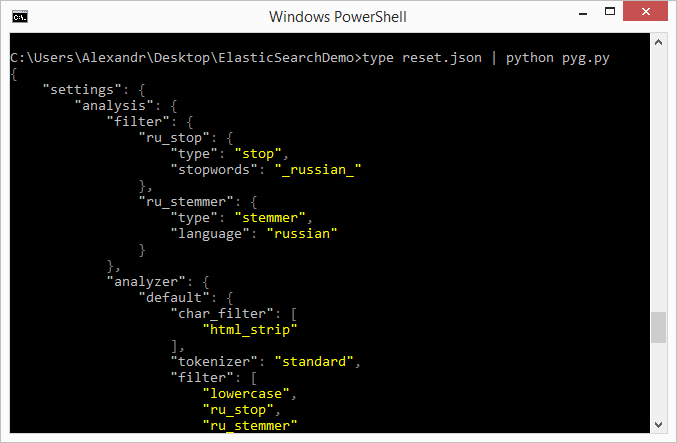 Windows PowerShell
C:\Users\Alexandr\Desktop\ElasticSearchDemo>type reset.json | python pyg.py
{
    "settings": {
        "analysis": {
            "filter": {
                "ru_stop": {
                    "type": "stop",
                    "stopwords": "_russian_"
                },
                "ru_stemmer": {
                    "type": "stemmer",
                    "language": "russian"
                }
            },
            "analyzer": {
                "default": {
                    "char_filter": [
                        "html_strip"
                    ],
                    "tokenizer": "standard",
                    "filter": [
                        "lowercase",
                        "ru_stop",
                        "ru_stemmer"